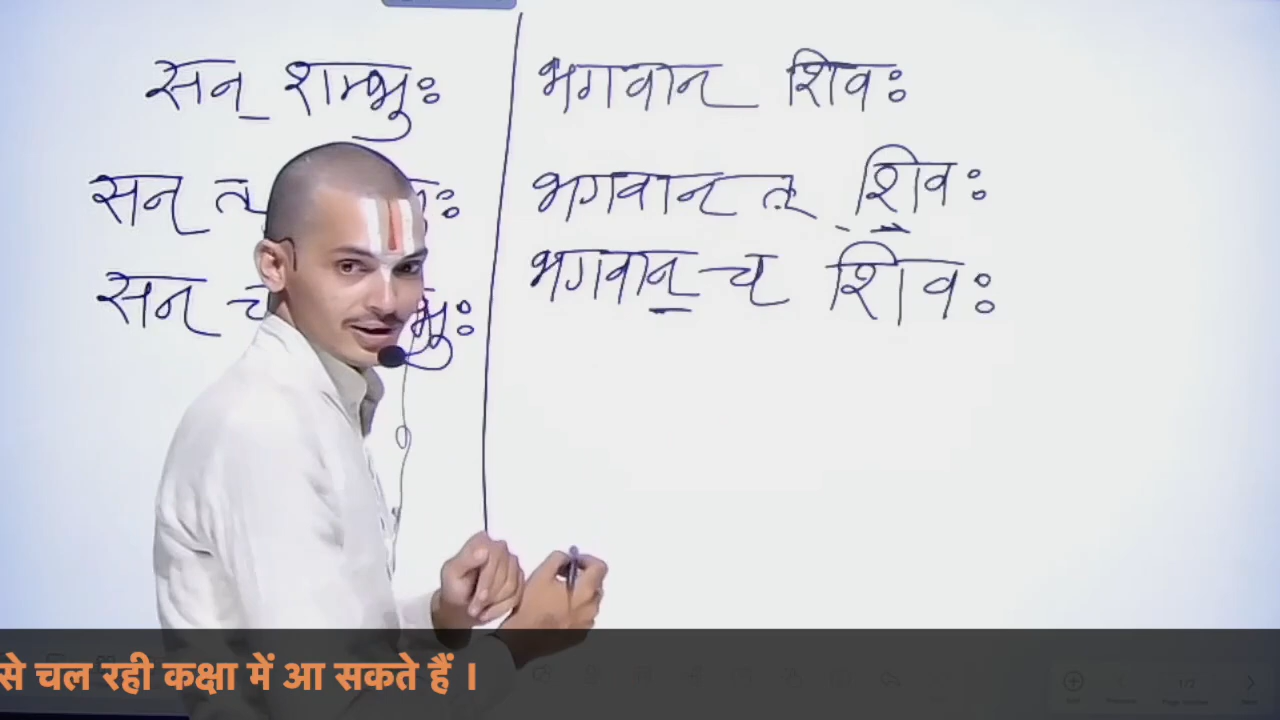 सन् शम्भुः
सन्
सन्
भगवान् शिवः
भगवान् त् शिवः
भगवान् च् शिवः
से चल रही कक्षा में आ सकते हैं ।